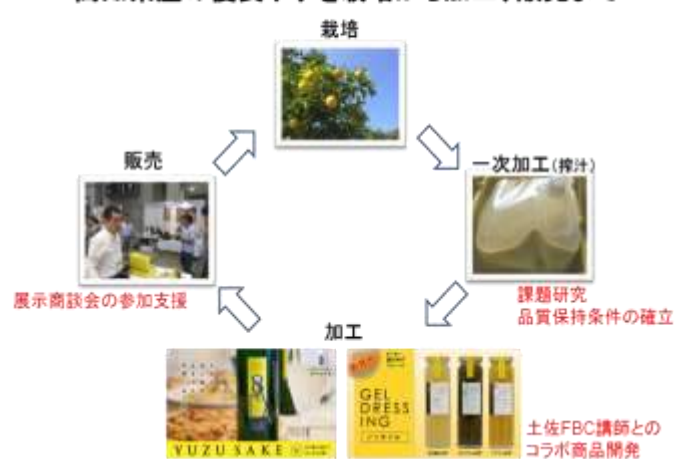 栽培
販売
一次加工(搾汁)
展示商談会の参加支援
課題研究
品質保持条件の確立
加工
YUZU SAKE
GEL
DRESS
ING
土佐FBC講師との
コラボ商品開発